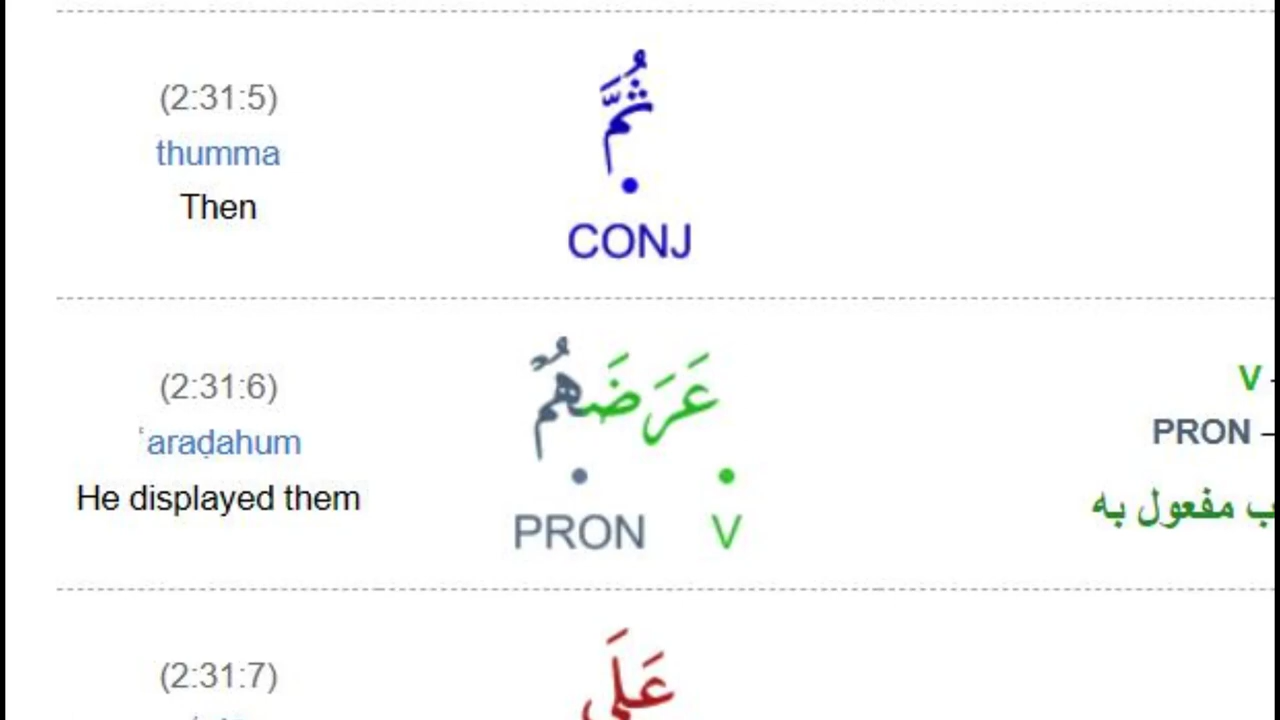 (2:31:5)
thumma
Then
ثُمَّ
CONJ
(2:31:6)
ʿaraḍahum
He displayed them
عَرَضَهُمْ
PRON V
V –
PRON –
ب مفعول به
(2:31:7)
عَلَى